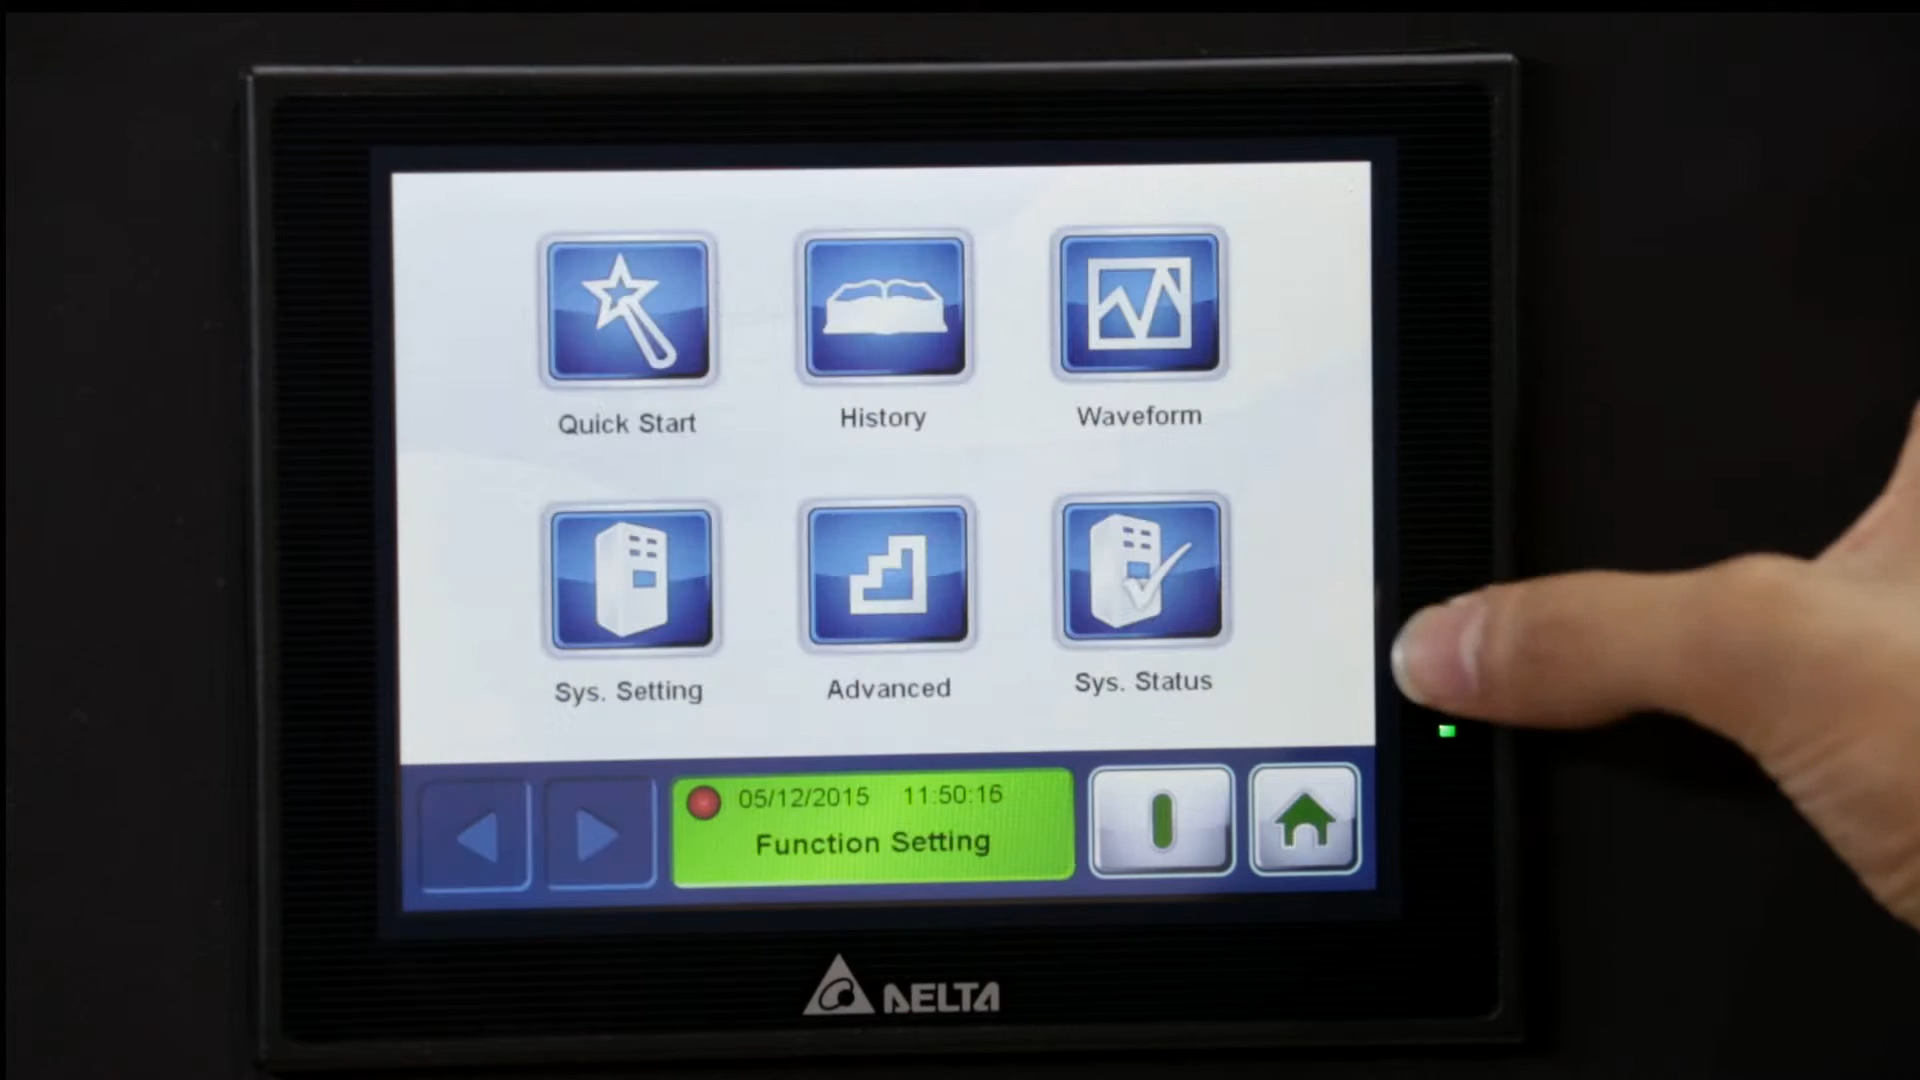 Quick Start
History
Waveform
Sys. Setting
Advanced
Sys. Status
05/12/2015 11:50:16
Function Setting
DELTA